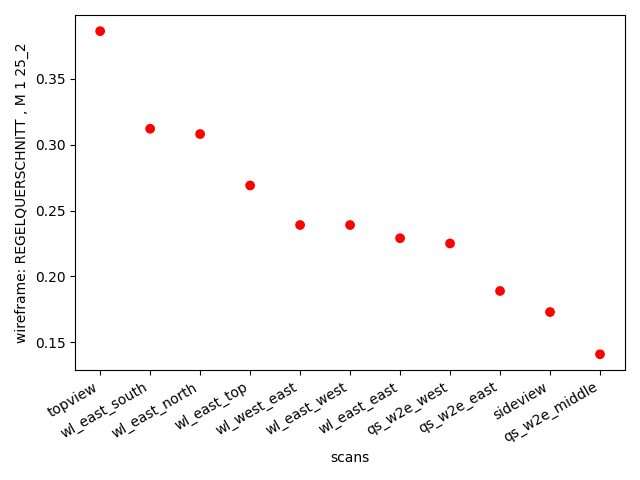 wireframe: REGELQUERSCHNITT , M 1 25_2
0.35
0.30
0.25
0.20
0.15
topview
wl_east_south
wl_east_north
wl_east_top
wl_west_east
wl_east_west
wl_east_east
qs_w2e_west
qs_w2e_east
sideview
qs_w2e_middle
scans